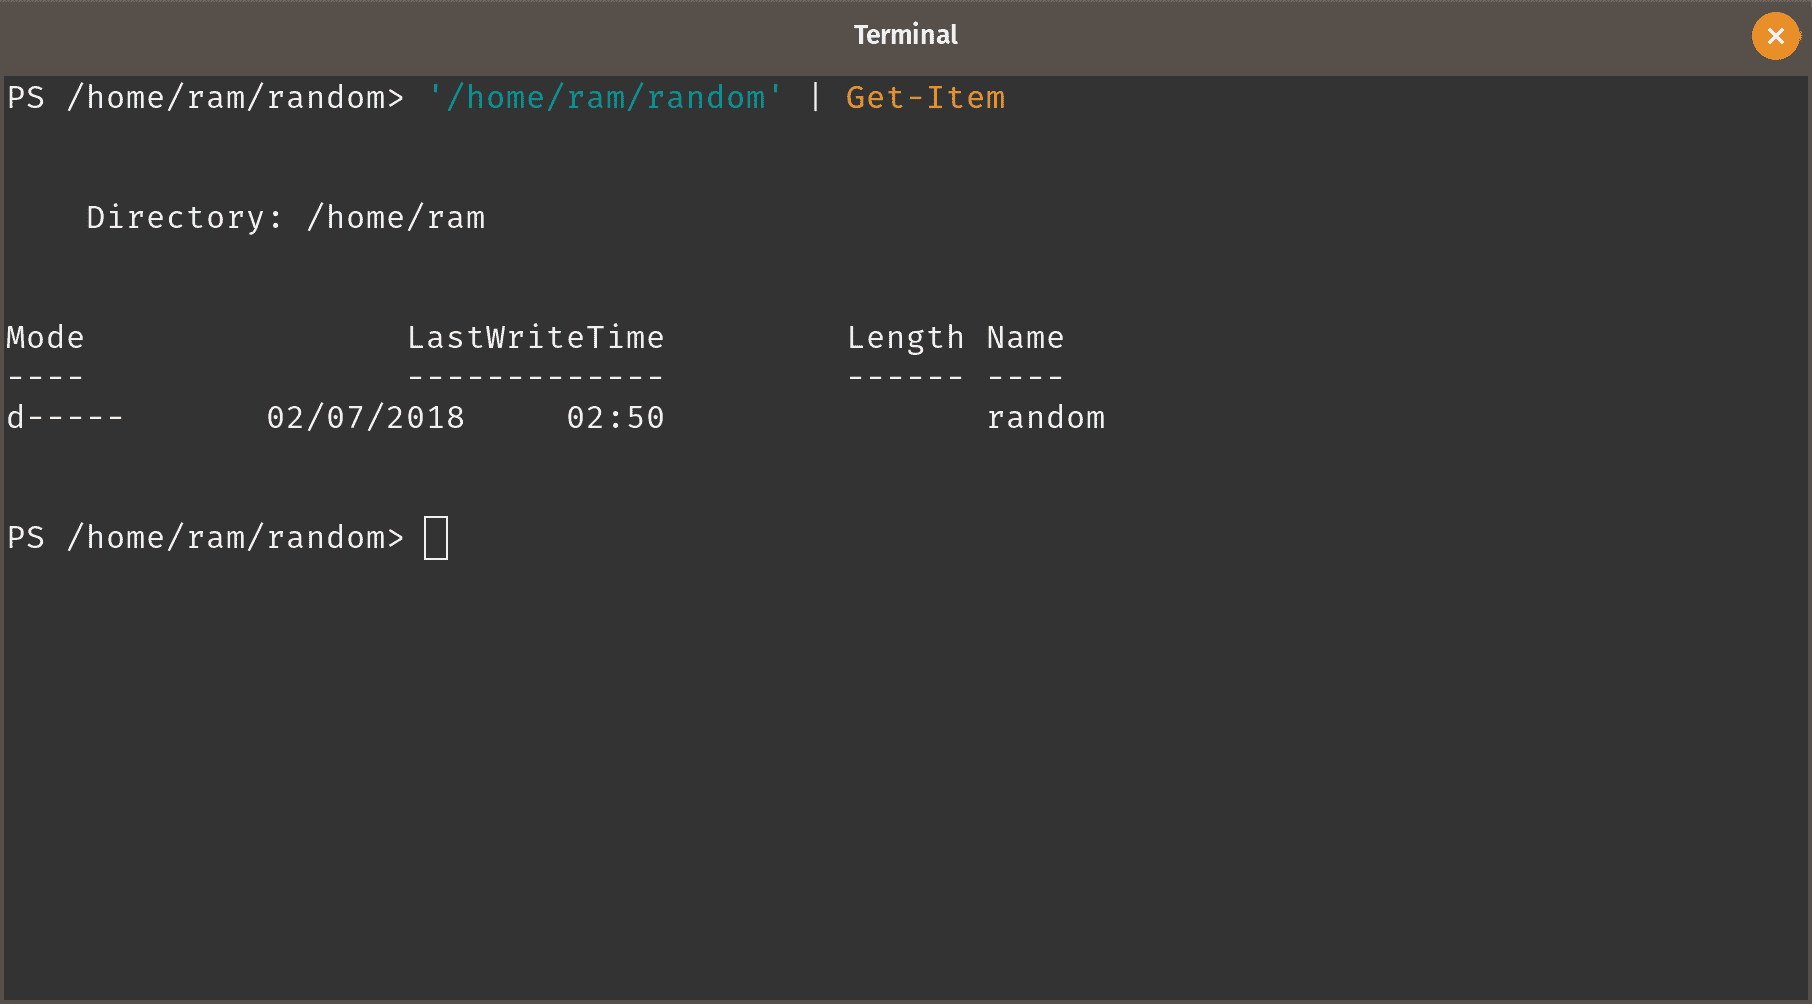 Terminal
PS /home/ram/random> '/home/ram/random' | Get-Item
Directory: /home/ram
Mode                LastWriteTime         Length Name
----                -------------         ------ ----
d-----       02/07/2018     02:50                random
PS /home/ram/random>